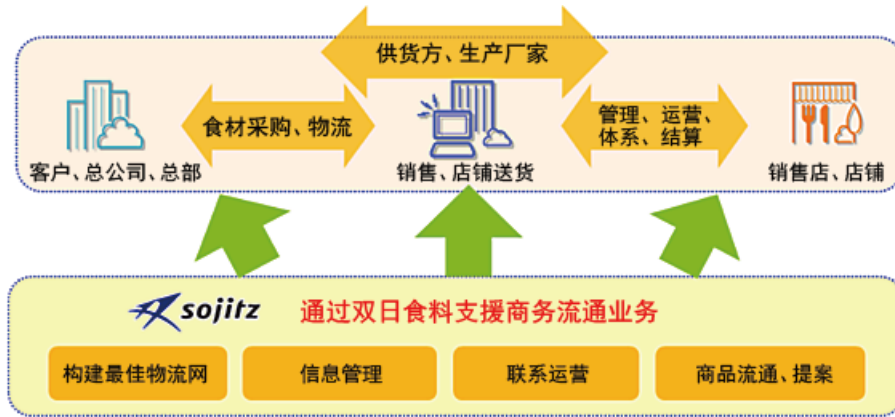 供货方、生产厂家
食材采购、物流
管理、运营、
体系、结算
客户、总公司、总部
销售、店铺送货
销售店、店铺
sojitz 通过双日食料支援商务流通业务
构建最佳物流网
信息管理
联系运营
商品流通、提案